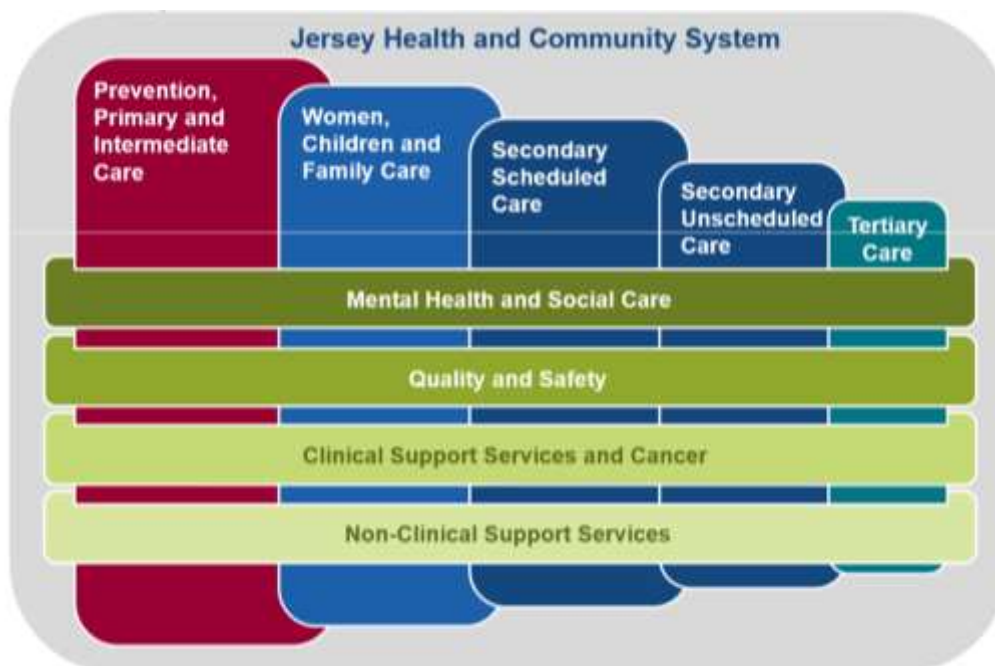 Jersey Health and Community System
Prevention,
Primary and
Intermediate
Care
Women,
Children and
Family Care
Secondary
Scheduled
Care
Secondary
Unscheduled
Care
Tertiary
Care
Mental Health and Social Care
Quality and Safety
Clinical Support Services and Cancer
Non-Clinical Support Services